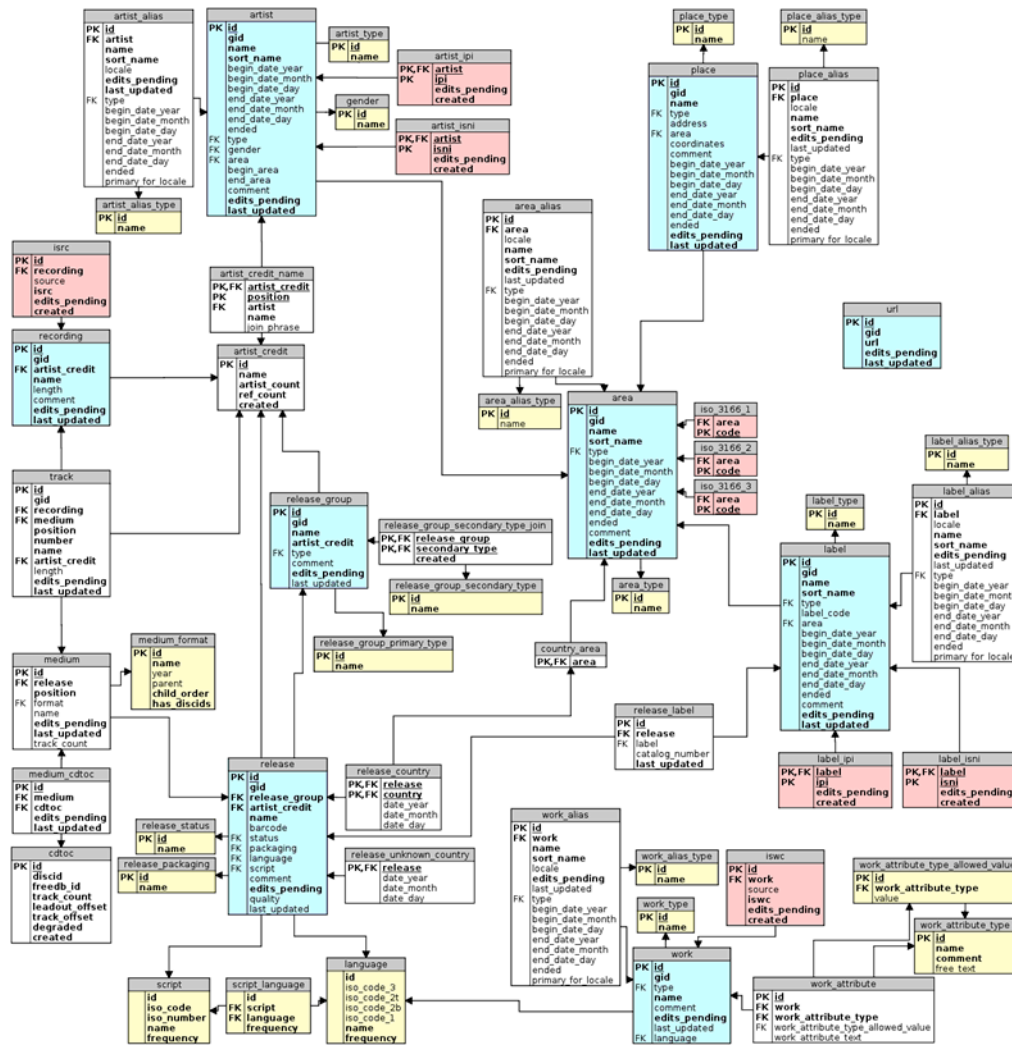 artist_alias
PK id
FK artist
name
sort_name
locale
edits_pending
last_updated
FK type
begin_date_year
begin_date_month
begin_date_day
end_date_year
end_date_month
end_date_day
ended
primary_for_locale
artist
PK id
gid
name
sort_name
begin_date_year
begin_date_month
begin_date_day
end_date_year
end_date_month
end_date_day
ended
FK type
FK gender
FK area
begin_area
end_area
comment
edits_pending
last_updated
artist_type
PK id
name
gender
PK id
name
artist_ipi
PK,FK artist
PK ipi
edits_pending
created
artist_isni
PK,FK artist
PK isni
edits_pending
created
place_type
PK id
name
place_alias_type
PK id
name
place
PK id
gid
name
FK type
address
FK area
coordinates
comment
begin_date_year
begin_date_month
begin_date_day
end_date_year
end_date_month
end_date_day
ended
edits_pending
last_updated
place_alias
PK id
FK place
locale
name
sort_name
edits_pending
last_updated
FK type
begin_date_year
begin_date_month
begin_date_day
end_date_year
end_date_month
end_date_day
ended
primary_for_locale
artist_alias_type
PK id
name
isrc
PK id
FK recording
source
isrc
edits_pending
created
artist_credit_name
PK,FK artist_credit
PK position
FK artist
name
join_phrase
area_alias
PK id
FK area
locale
name
sort_name
edits_pending
last_updated
FK type
begin_date_year
begin_date_month
begin_date_day
end_date_year
end_date_month
end_date_day
ended
primary_for_locale
url
PK id
gid
url
edits_pending
last_updated
recording
PK id
gid
FK artist_credit
name
length
comment
edits_pending
last_updated
artist_credit
PK id
name
artist_count
ref_count
created
area_alias_type
PK id
name
area
PK id
gid
name
sort_name
FK type
begin_date_year
begin_date_month
begin_date_day
end_date_year
end_date_month
end_date_day
ended
comment
edits_pending
last_updated
iso_3166_1
FK area
PK code
iso_3166_2
FK area
PK code
iso_3166_3
FK area
PK code
label_alias_type
PK id
name
label_type
PK id
name
label_alias
PK id
FK label
locale
name
sort_name
edits_pending
last_updated
FK type
begin_date_year
begin_date_month
begin_date_day
end_date_year
end_date_month
end_date_day
ended
primary_for_locale
track
PK id
gid
FK recording
FK medium
position
number
name
FK artist_credit
length
edits_pending
last_updated
release_group
PK id
gid
name
artist_credit
FK type
comment
edits_pending
last_updated
release_group_secondary_type_join
PK,FK release_group
PK,FK secondary_type
created
release_group_secondary_type
PK id
name
area_type
PK id
name
label
PK id
gid
name
sort_name
FK type
label_code
FK area
begin_date_year
begin_date_month
begin_date_day
end_date_year
end_date_month
end_date_day
ended
comment
edits_pending
last_updated
medium_format
PK id
name
year
parent
child_order
has_discids
release_group_primary_type
PK id
name
country_area
PK,FK area
medium
PK id
FK release
position
FK format
name
edits_pending
last_updated
track_count
release_label
PK id
FK release
FK label
catalog_number
last_updated
label_ipi
PK,FK label
PK ipi
edits_pending
created
label_isni
PK,FK label
PK isni
edits_pending
created
medium_cdtoc
PK id
FK medium
FK cdtoc
edits_pending
last_updated
release
PK id
gid
FK release_group
FK artist_credit
name
barcode
FK status
FK packaging
FK language
FK script
comment
edits_pending
quality
last_updated
release_country
PK,FK release
PK,FK country
date_year
date_month
date_day
release_status
PK id
name
release_packaging
PK id
name
release_unknown_country
PK,FK release
date_year
date_month
date_day
cdtoc
PK id
discid
freedb_id
track_count
leadout_offset
track_offset
degraded
created
work_alias
PK id
FK work
name
sort_name
locale
edits_pending
last_updated
FK type
begin_date_year
begin_date_month
begin_date_day
end_date_year
end_date_month
end_date_day
ended
primary_for_locale
work_alias_type
PK id
name
iswc
PK id
FK work
source
iswc
edits_pending
created
work_attribute_type_allowed_value
PK id
FK work_attribute_type
value
work_type
PK id
name
work_attribute_type
PK id
name
comment
free_text
work
PK id
gid
FK type
name
comment
edits_pending
last_updated
FK language
work_attribute
PK id
FK work
FK work_attribute_type
FK work_attribute_type_allowed_value
work_attribute_text
script
id
iso_code
iso_number
name
frequency
script_language
PK id
FK script
FK language
frequency
language
id
iso_code_3
iso_code_2t
iso_code_2b
iso_code_1
name
frequency